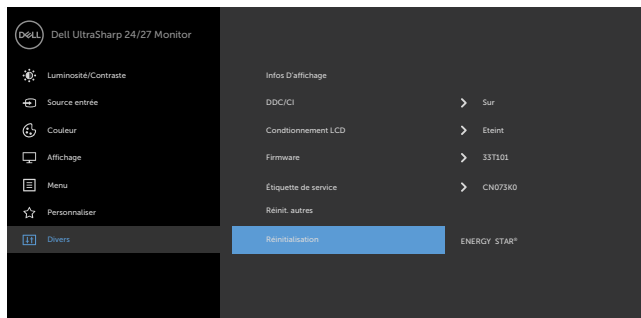 DELL Dell UltraSharp 24/27 Monitor
Luminosité/Contraste Infos D'affichage
Source entrée DDC/CI Sur
Couleur Condtionnement LCD Eteint
Affichage Firmware 33T101
Menu Étiquette de service CN073K0
Personnaliser Réinit. autres
Divers Réinitialisation ENERGY STAR®